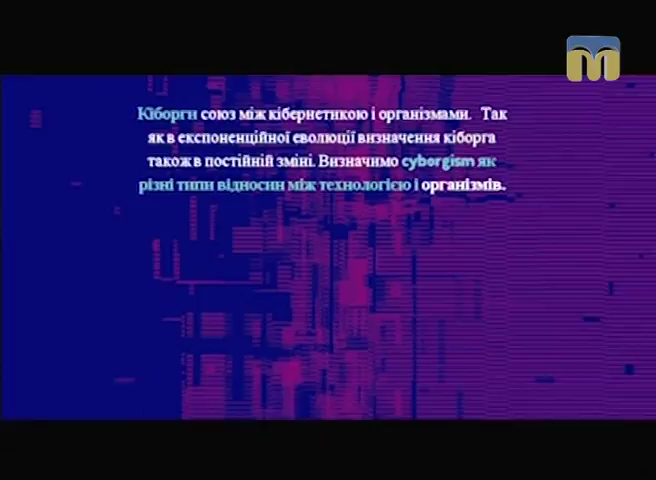 Кіборги союз між кібернетикою і організмами. Так
як в експоненційної еволюції визначення кіборга
також в постійній зміні. Визначимо cyborgism як
різні типи відносин між технологією і організмів.